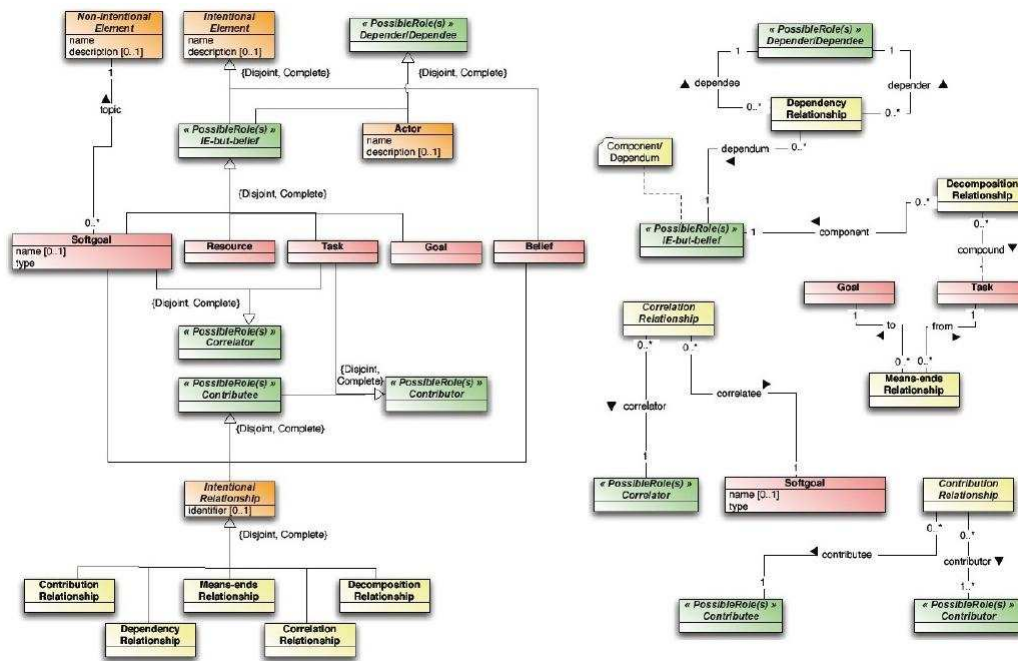 Non-intentional
Element
name
description [0..1]
1
topic
0..*
Intentional
Element
name
description [0..1]
« PossibleRole(s) »
Depender/Dependee
{Disjoint, Complete}
« PossibleRole(s) »
IE-but-belief
Actor
name
description [0..1]
{Disjoint, Complete}
Softgoal
name [0..1]
type
Resource
Task
Goal
Belief
{Disjoint, Complete}
« PossibleRole(s) »
Correlator
« PossibleRole(s) »
Contributee
{Disjoint,
Complete}
« PossibleRole(s) »
Contributor
{Disjoint, Complete}
Intentional
Relationship
identifier [0..1]
{Disjoint, Complete}
Contribution
Relationship
Means-ends
Relationship
Decomposition
Relationship
Dependency
Relationship
Correlation
Relationship
« PossibleRole(s) »
Depender/Dependee
1
1
dependee
depender
0..*
0..*
Dependency
Relationship
0..*
dependum
1
Component/
Dependum
« PossibleRole(s) »
IE-but-belief
1
component
0..*
Decomposition
Relationship
0..*
compound
1
Goal
Task
1
1
to
from
0..*
0..*
Means-ends
Relationship
Correlation
Relationship
0..*
0..*
correlator
correlatee
1
1
« PossibleRole(s) »
Correlator
Softgoal
name [0..1]
type
Contribution
Relationship
0..*
0..*
contributee
contributor
1
1..*
« PossibleRole(s) »
Contributee
« PossibleRole(s) »
Contributor